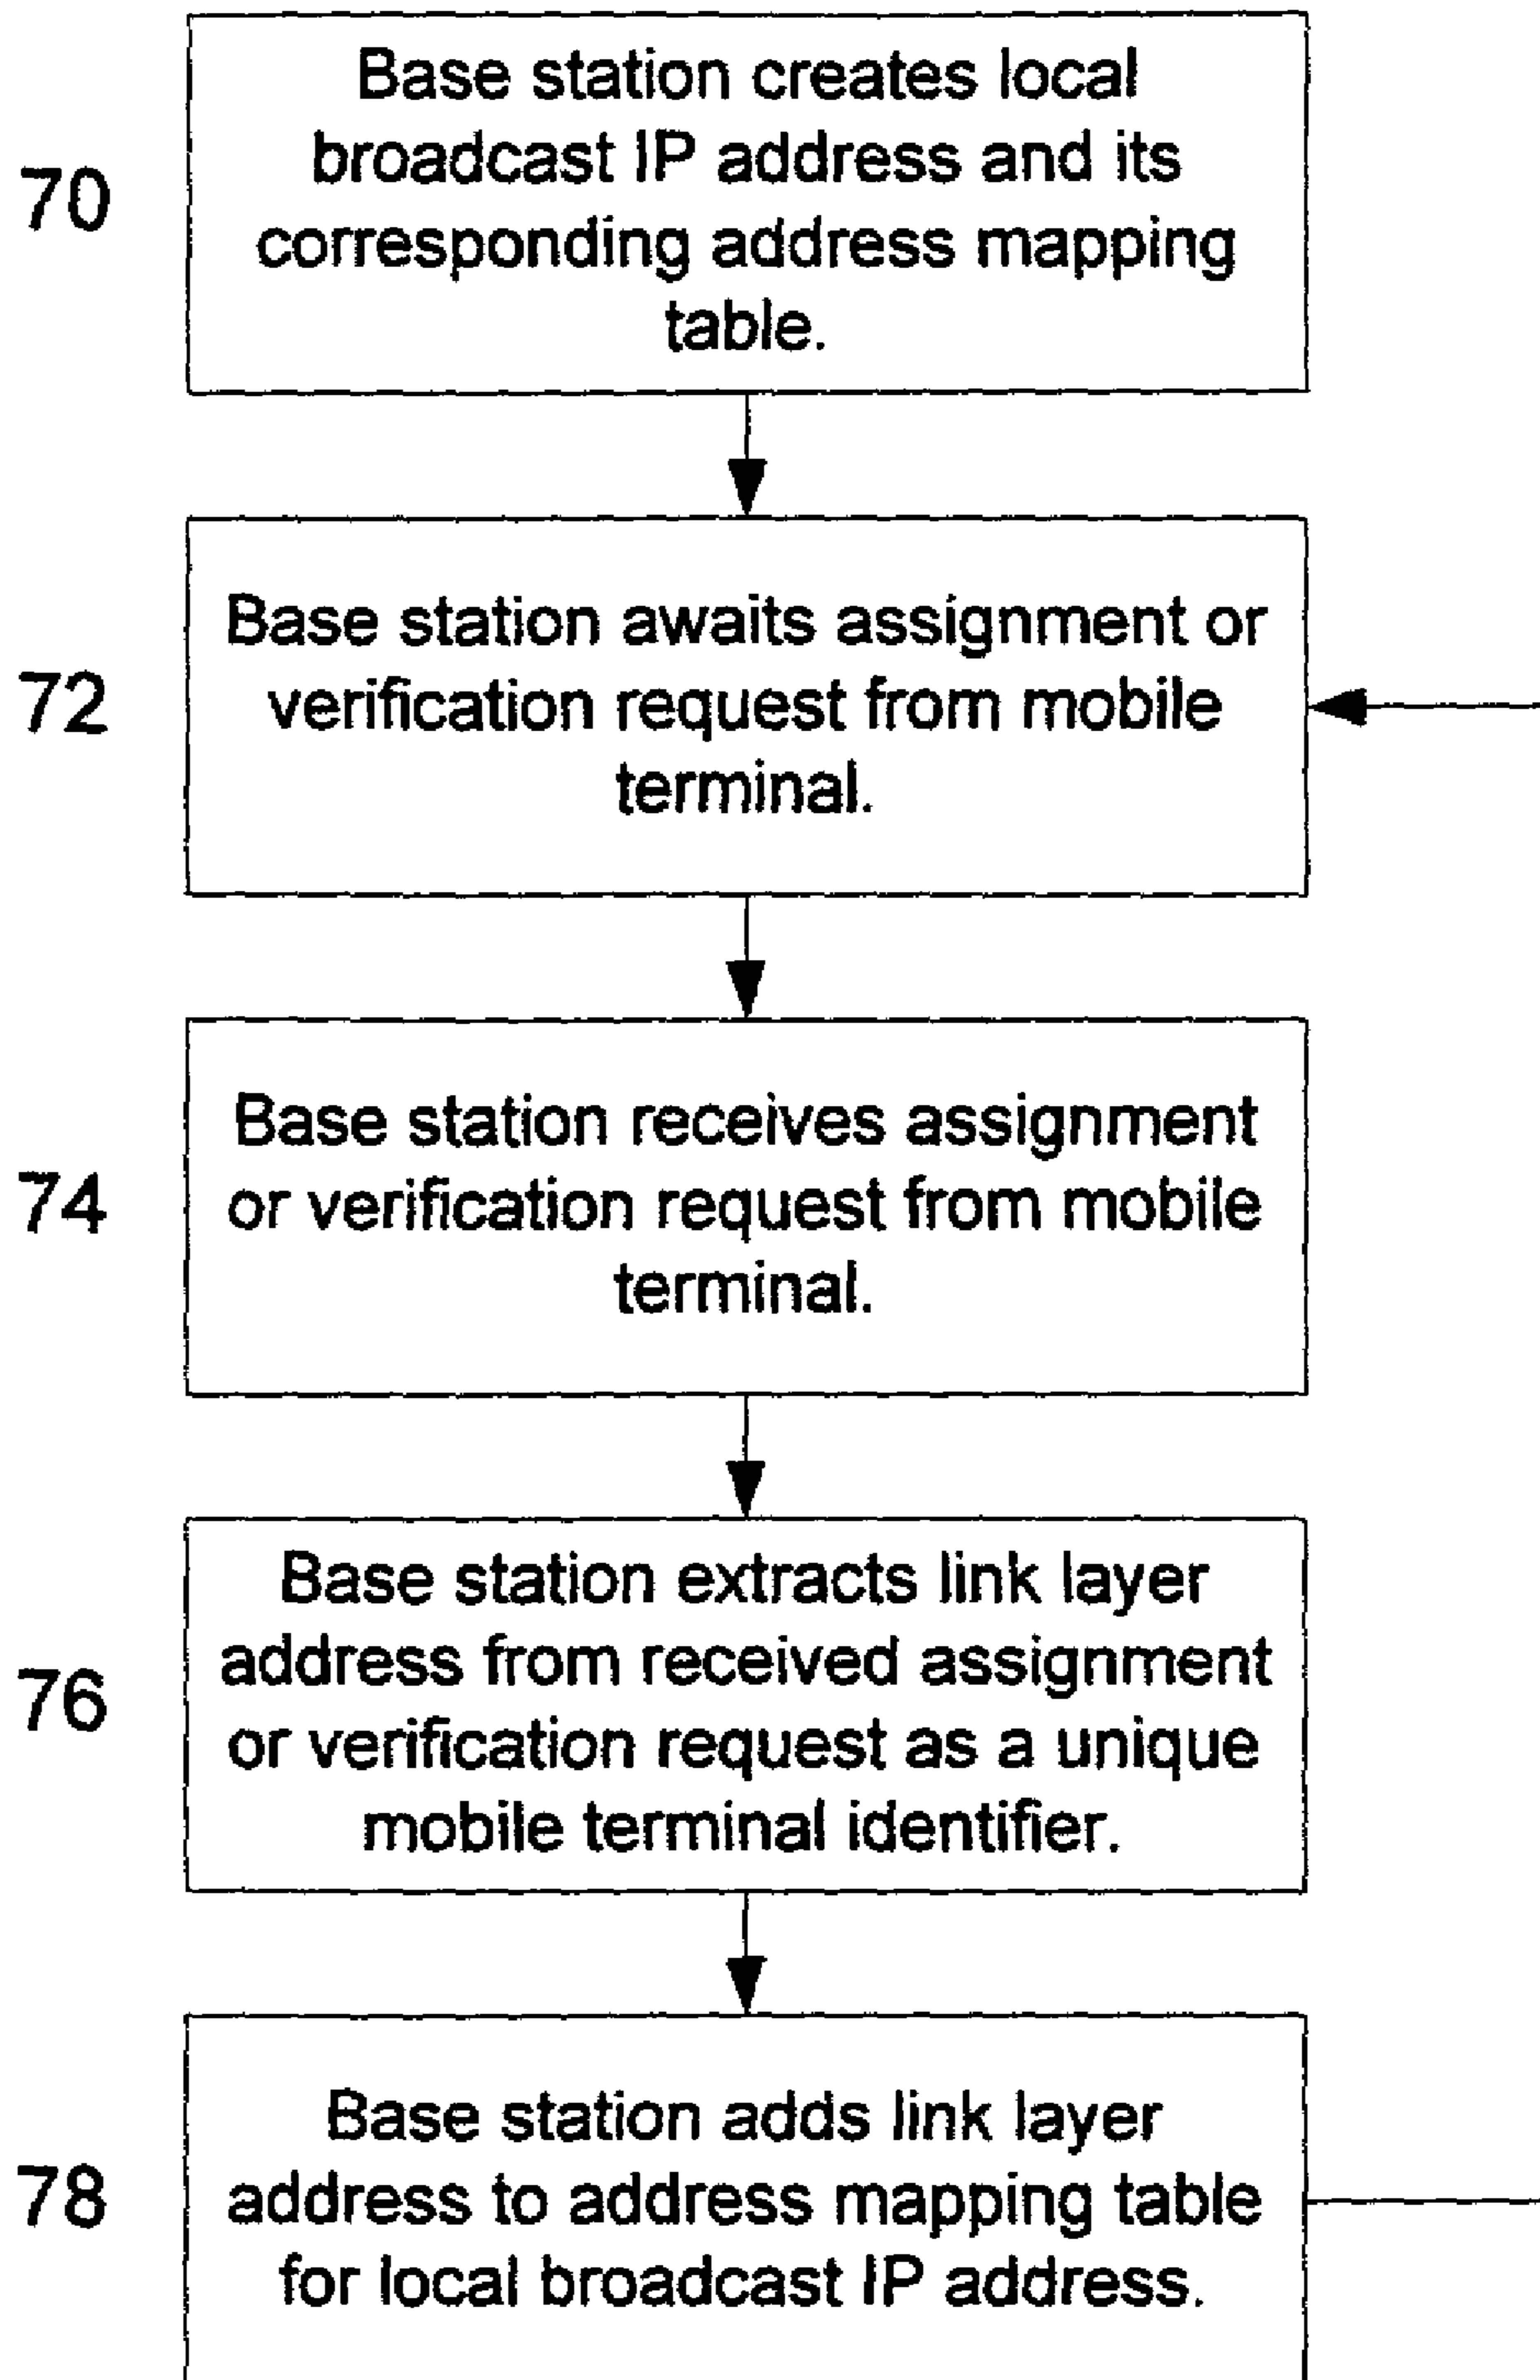 Base station creates local
broadcast IP address and its
corresponding address mapping
table.
70
Base station awaits assignment or
verification request from mobile
terminal.
72
Base station receives assignment
or verification request from mobile
terminal.
74
Base station extracts link layer
address from received assignment
or verification request as a unique
mobile terminal identifier.
76
Base station adds link layer
address to address mapping table
for local broadcast IP address.
78